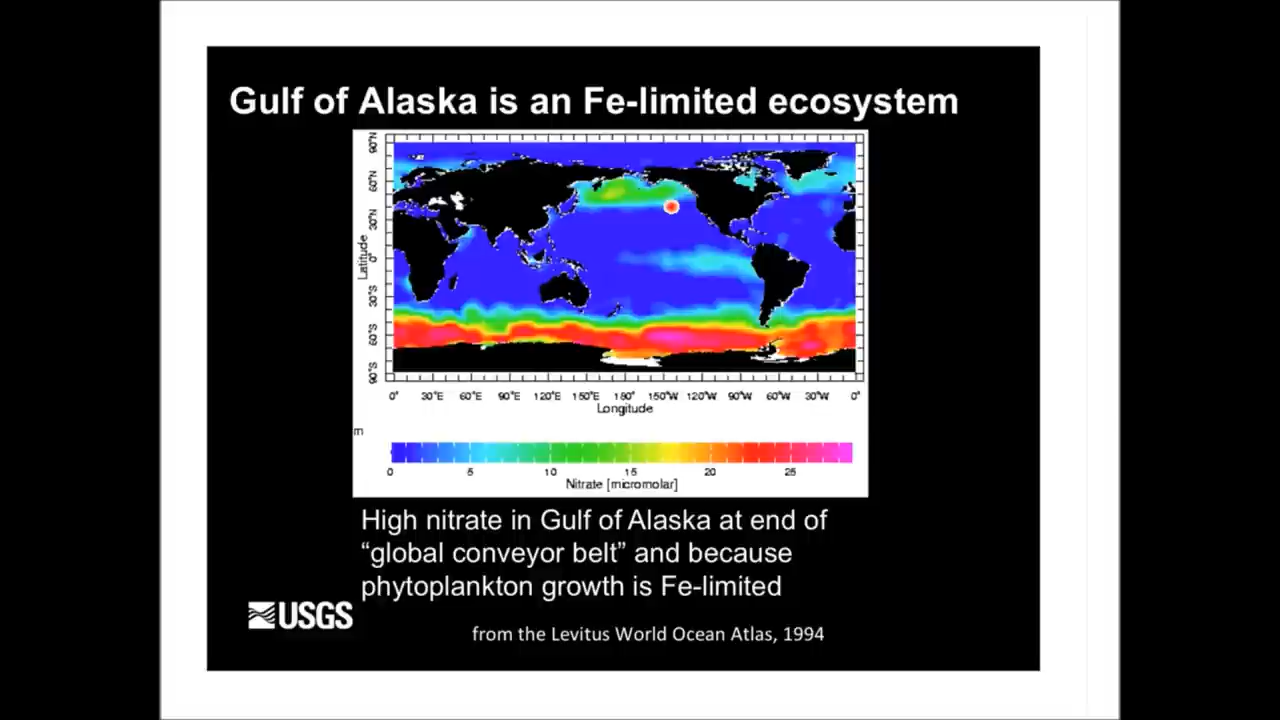 Gulf of Alaska is an Fe-limited ecosystem
90°N
60°N
30°N
0°
30°S
60°S
90°S
Latitude
0° 30°E 60°E 90°E 120°E 150°E 180° 150°W 120°W 90°W 60°W 30°W 0°
Longitude
m
0 5 10 15 20 25
Nitrate [micromolar]
High nitrate in Gulf of Alaska at end of
“global conveyor belt” and because
phytoplankton growth is Fe-limited
USGS
from the Levitus World Ocean Atlas, 1994